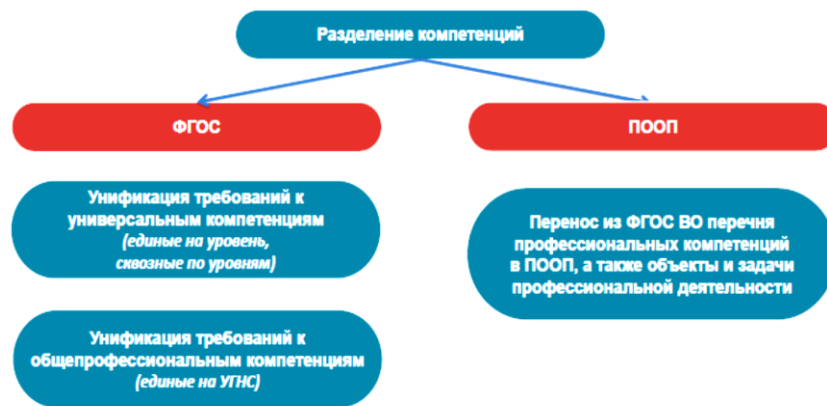 Разделение компетенций
ФГОС
ПООП
Унификация требований к
универсальным компетенциям
(единые на уровень,
сквозные по уровням)
Перенос из ФГОС ВО перечня
профессиональных компетенций
в ПООП, а также объекты и задачи
профессиональной деятельности
Унификация требований к
общепрофессиональным компетенциям
(единые на УГНС)